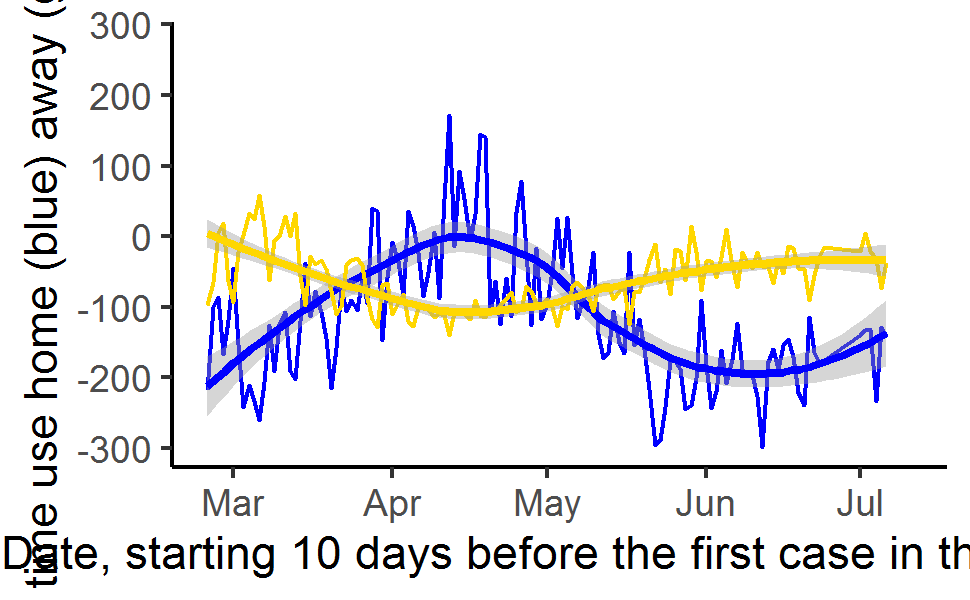 300
200
100
0
-100
-200
-300
time use home (blue) away (
Mar Apr May Jun Jul
Date, starting 10 days before the first case in th